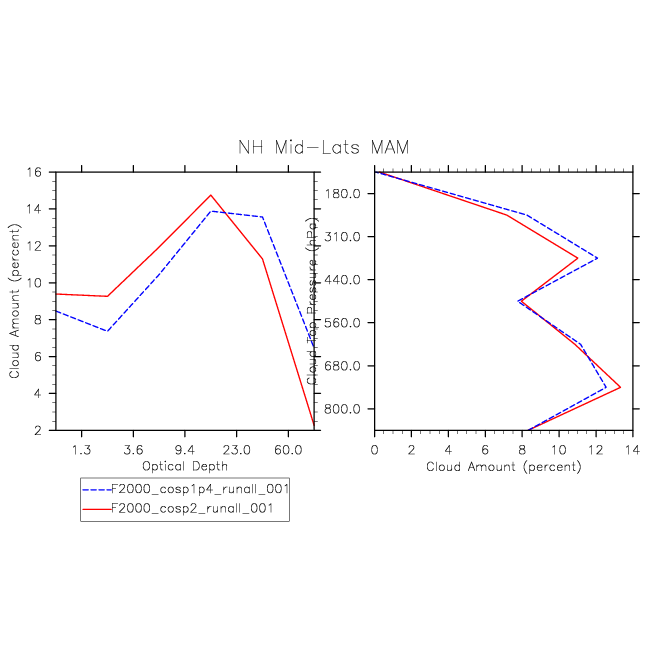 NH Mid-Lats MAM
Cloud Amount (percent)
16
14
12
10
8
6
4
2
1.3 3.6 9.4 23.0 60.0
Optical Depth
Cloud Top Pressure (hPa)
180.0
310.0
440.0
560.0
680.0
800.0
0 2 4 6 8 10 12 14
Cloud Amount (percent)
F2000_cosp1p4_runall_001
F2000_cosp2_runall_001